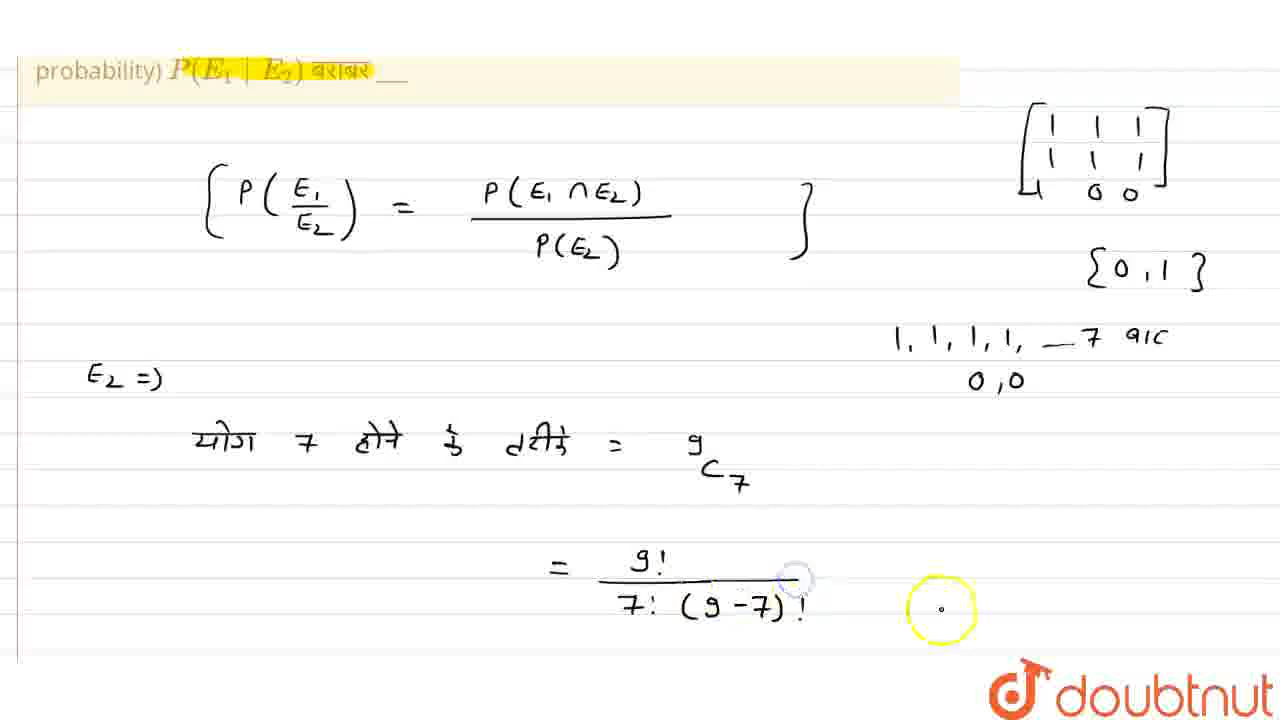 probability) P(E₁ | E₂) बराबर __
[ 1 1 1
1 1 1
1 0 0 ]
{ P(E₁/E₂) = P(E₁ ∩ E₂) / P(E₂) }
{ 0 , 1 }
1, 1, 1, 1, — 7 बार
0, 0
E₂ ⇒
योग 7 होने के तरीके = ⁹C₇
= 9! / 7! (9 - 7)!
doubtnut